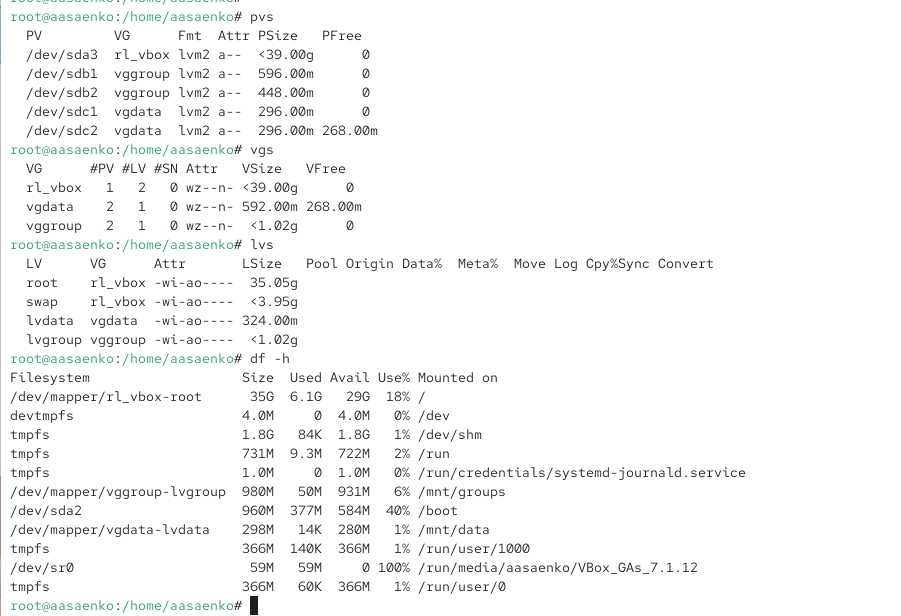 root@aasaenko:/home/aasaenko# pvs
  PV         VG      Fmt  Attr PSize   PFree
  /dev/sda3  rl_vbox lvm2 a--  <39.00g      0
  /dev/sdb1  vggroup lvm2 a--  596.00m      0
  /dev/sdb2  vggroup lvm2 a--  448.00m      0
  /dev/sdc1  vgdata  lvm2 a--  296.00m      0
  /dev/sdc2  vgdata  lvm2 a--  296.00m 268.00m
root@aasaenko:/home/aasaenko# vgs
  VG      #PV #LV #SN Attr   VSize   VFree
  rl_vbox   1   2   0 wz--n- <39.00g      0
  vgdata    2   1   0 wz--n- 592.00m 268.00m
  vggroup   2   1   0 wz--n-  <1.02g      0
root@aasaenko:/home/aasaenko# lvs
  LV      VG      Attr       LSize   Pool Origin Data%  Meta%  Move Log Cpy%Sync Convert
  root    rl_vbox -wi-ao----  35.05g
  swap    rl_vbox -wi-ao----  <3.95g
  lvdata  vgdata  -wi-ao---- 324.00m
  lvgroup vggroup -wi-ao----  <1.02g
root@aasaenko:/home/aasaenko# df -h
Filesystem                   Size  Used Avail Use% Mounted on
/dev/mapper/rl_vbox-root      35G  6.1G   29G  18% /
devtmpfs                     4.0M     0  4.0M   0% /dev
tmpfs                        1.8G   84K  1.8G   1% /dev/shm
tmpfs                        731M  9.3M  722M   2% /run
tmpfs                        1.0M     0  1.0M   0% /run/credentials/systemd-journald.service
/dev/mapper/vggroup-lvgroup  980M   50M  931M   6% /mnt/groups
/dev/sda2                    960M  377M  584M  40% /boot
/dev/mapper/vgdata-lvdata    298M   14K  280M   1% /mnt/data
tmpfs                        366M  140K  366M   1% /run/user/1000
/dev/sr0                      59M   59M     0 100% /run/media/aasaenko/VBox_GAs_7.1.12
tmpfs                        366M   60K  366M   1% /run/user/0
root@aasaenko:/home/aasaenko#